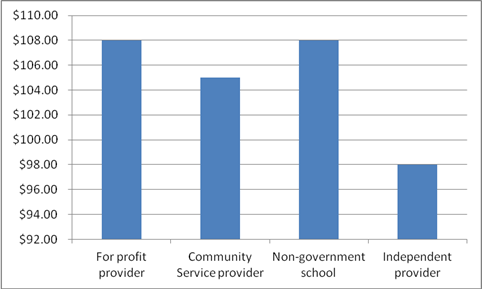 $110.00
$108.00
$106.00
$104.00
$102.00
$100.00
$98.00
$96.00
$94.00
$92.00
For profit provider
Community Service provider
Non-government school
Independent provider